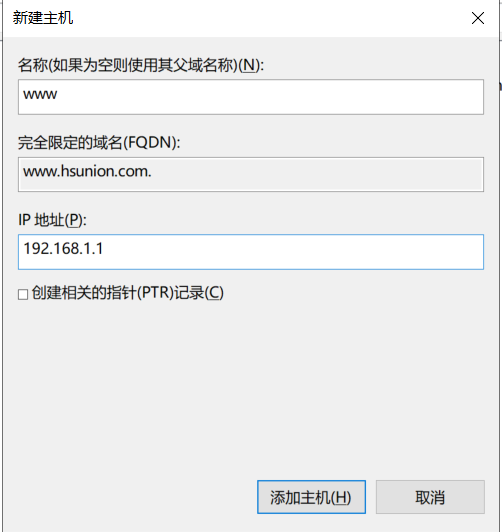 新建主机
名称(如果为空则使用其父域名称)(N):
www
完全限定的域名(FQDN):
www.hsunion.com.
IP 地址(P):
192.168.1.1
创建相关的指针(PTR)记录(C)
添加主机(H)
取消